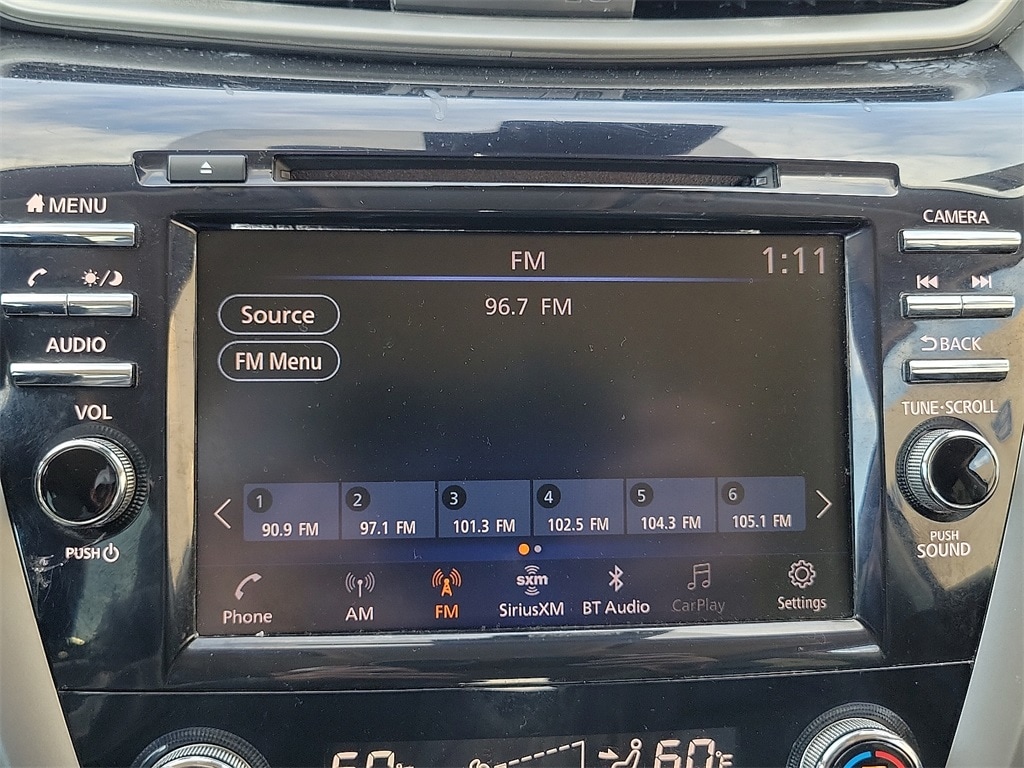 MENU
CAMERA
AUDIO
BACK
VOL
TUNE·SCROLL
PUSH
PUSH
SOUND
FM 1:11
96.7 FM
Source
FM Menu
1 2 3 4 5 6
90.9 FM 97.1 FM 101.3 FM 102.5 FM 104.3 FM 105.1 FM
sxm
Phone AM FM SiriusXM BT Audio CarPlay Settings
60°F 60°F